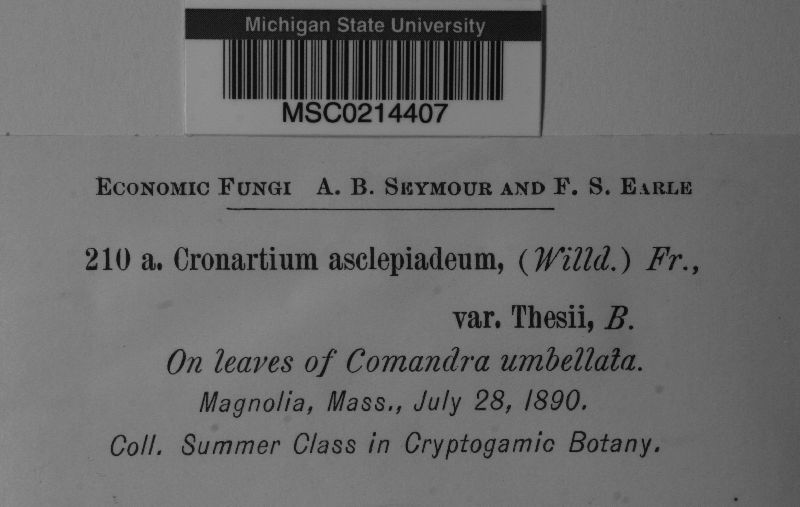 Michigan State University
MSC0214407
Economic Fungi A. B. Seymour and F. S. Earle
210 a. Cronartium asclepiadeum, (Willd.) Fr.,
var. Thesii, B.
On leaves of Comandra umbellata.
Magnolia, Mass., July 28, 1890.
Coll. Summer Class in Cryptogamic Botany.